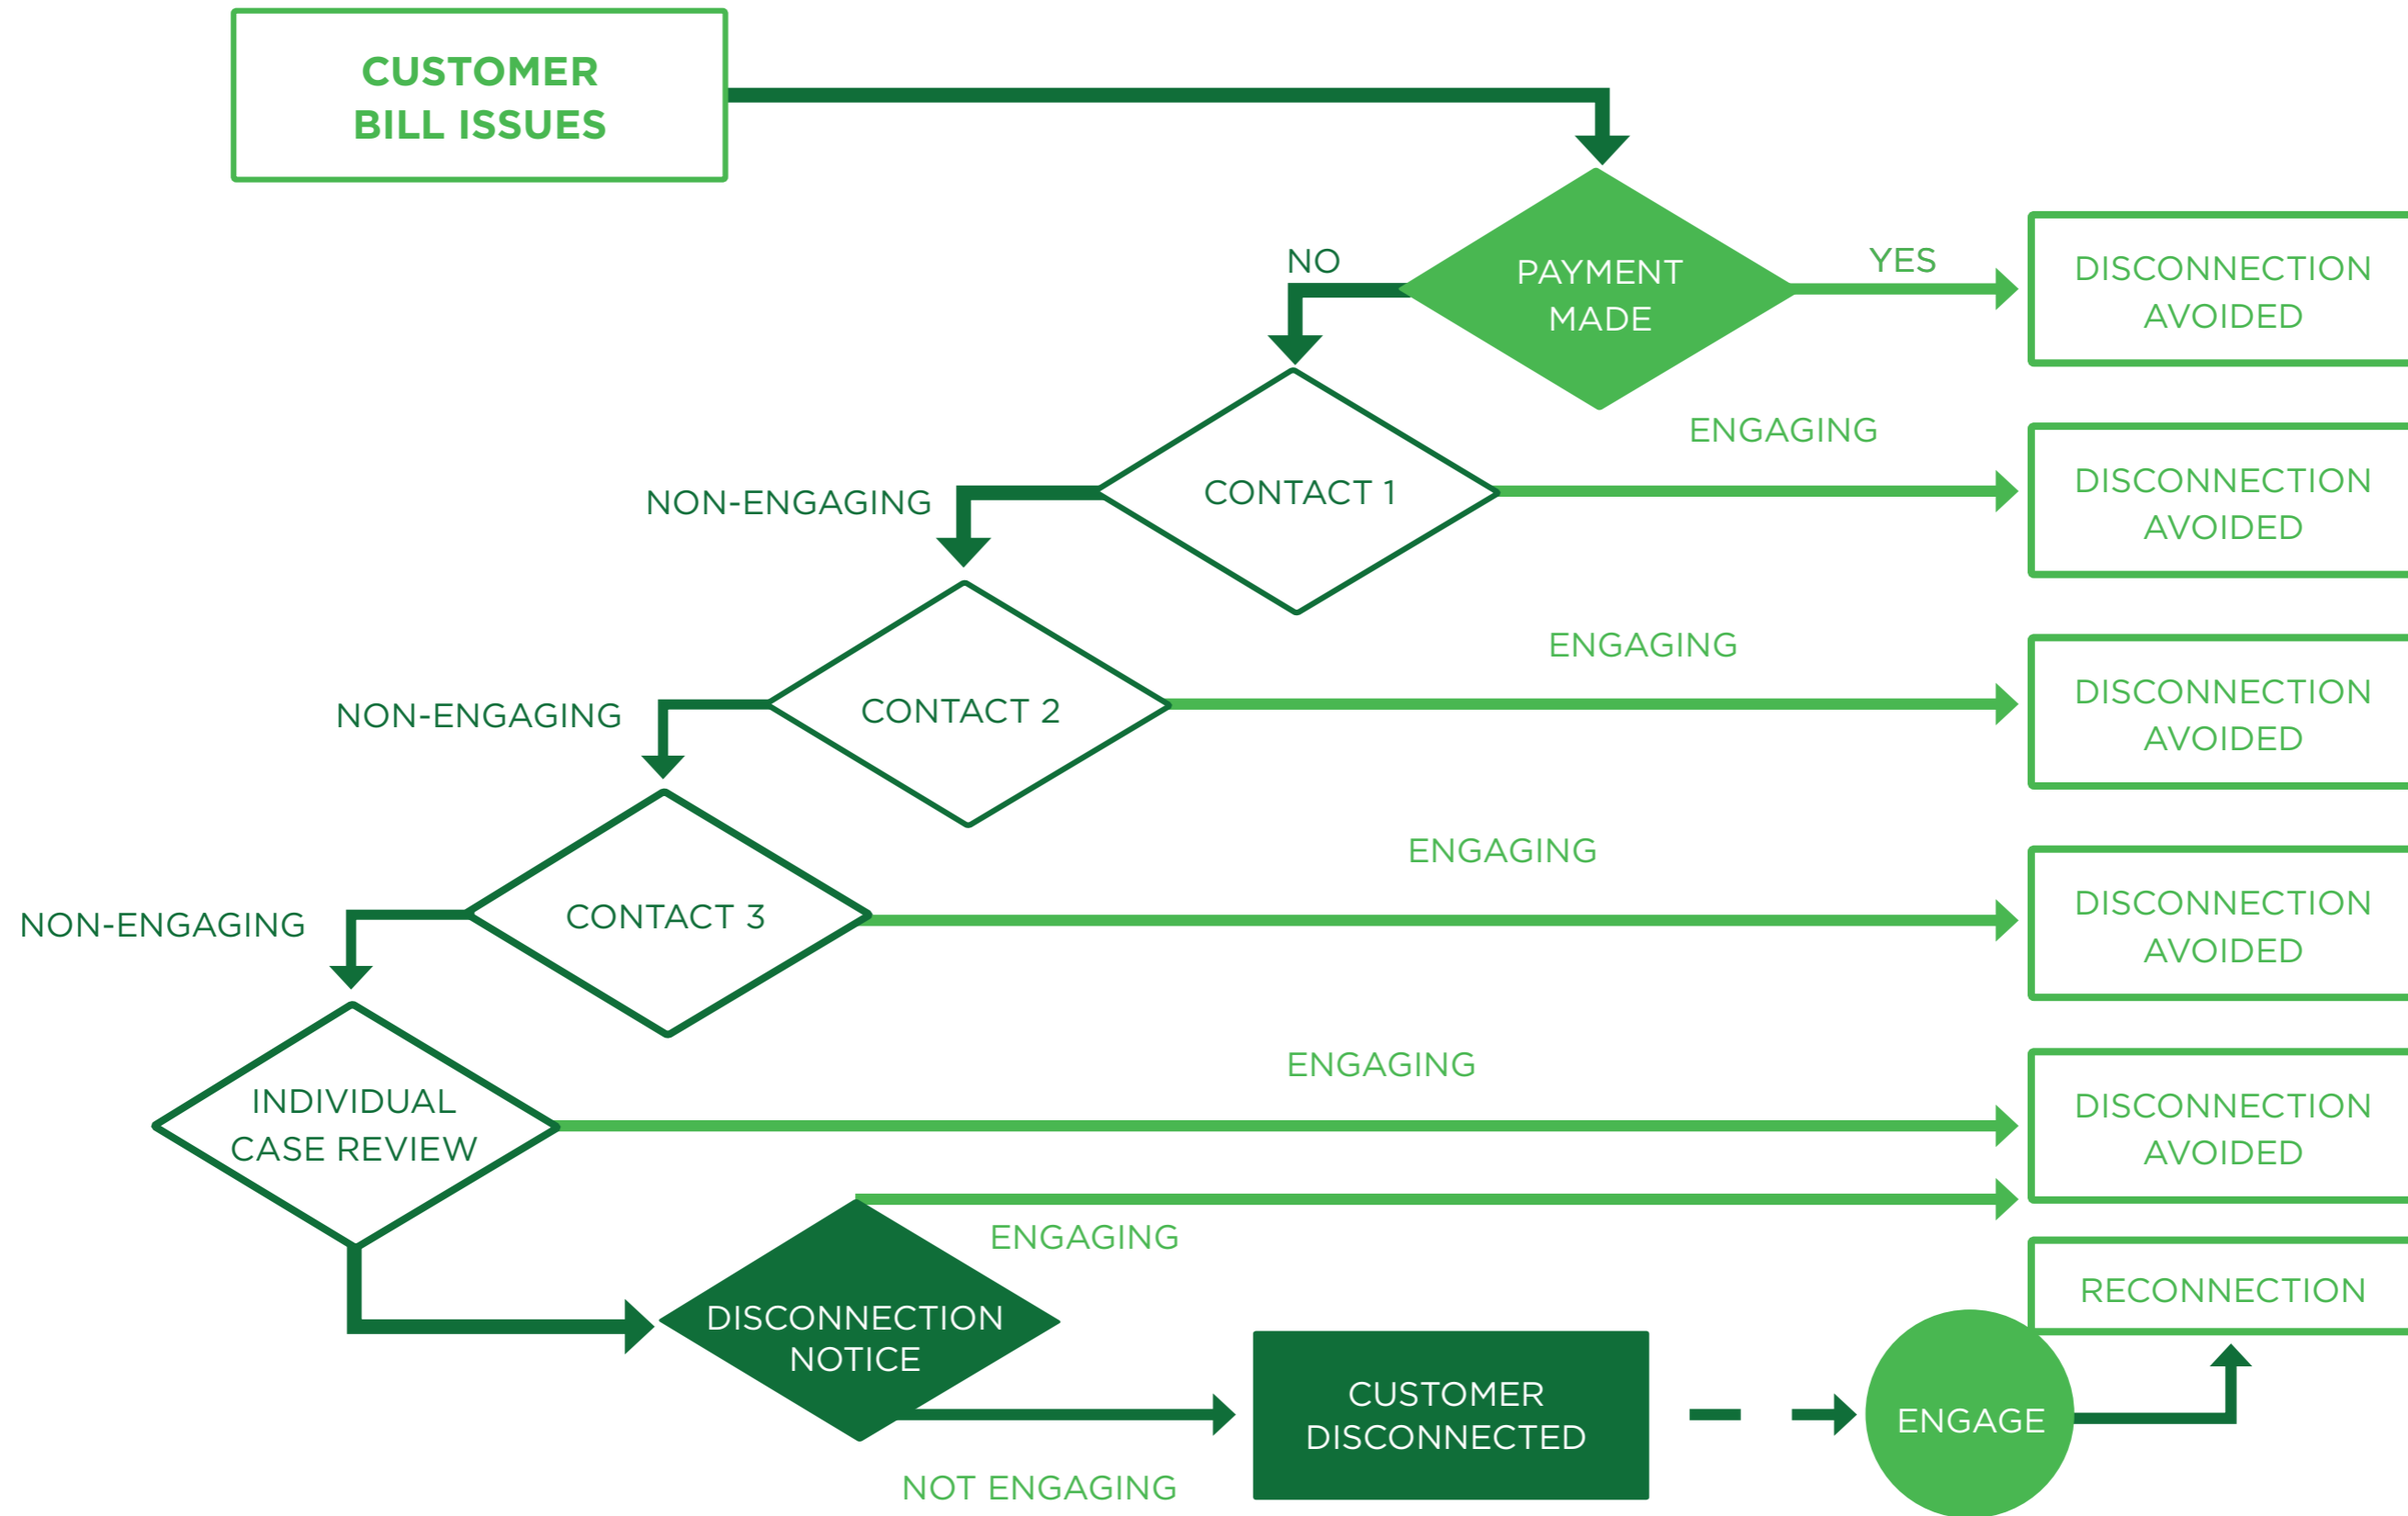 CUSTOMER
BILL ISSUES
NO
PAYMENT
MADE
YES
DISCONNECTION
AVOIDED
ENGAGING
NON-ENGAGING
CONTACT 1
DISCONNECTION
AVOIDED
ENGAGING
NON-ENGAGING
CONTACT 2
DISCONNECTION
AVOIDED
ENGAGING
NON-ENGAGING
CONTACT 3
DISCONNECTION
AVOIDED
ENGAGING
INDIVIDUAL
CASE REVIEW
DISCONNECTION
AVOIDED
ENGAGING
DISCONNECTION
NOTICE
RECONNECTION
CUSTOMER
DISCONNECTED
ENGAGE
NOT ENGAGING